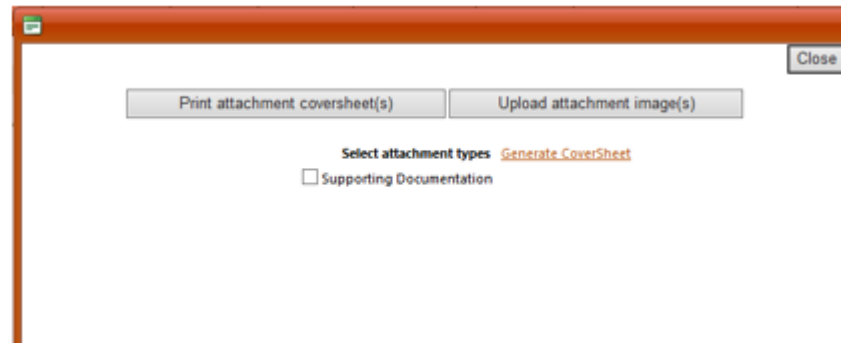 Close
Print attachment coversheet(s) Upload attachment image(s)
Select attachment types Generate CoverSheet
Supporting Documentation